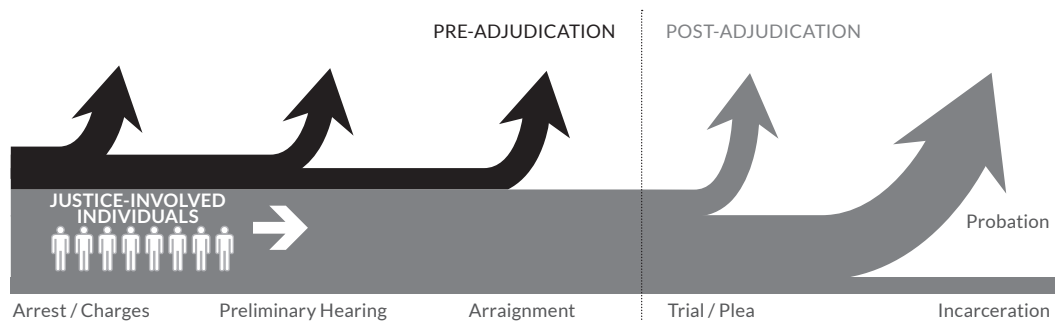 PRE-ADJUDICATION
POST-ADJUDICATION
JUSTICE-INVOLVED
INDIVIDUALS
Probation
Arrest / Charges
Preliminary Hearing
Arraignment
Trial / Plea
Incarceration